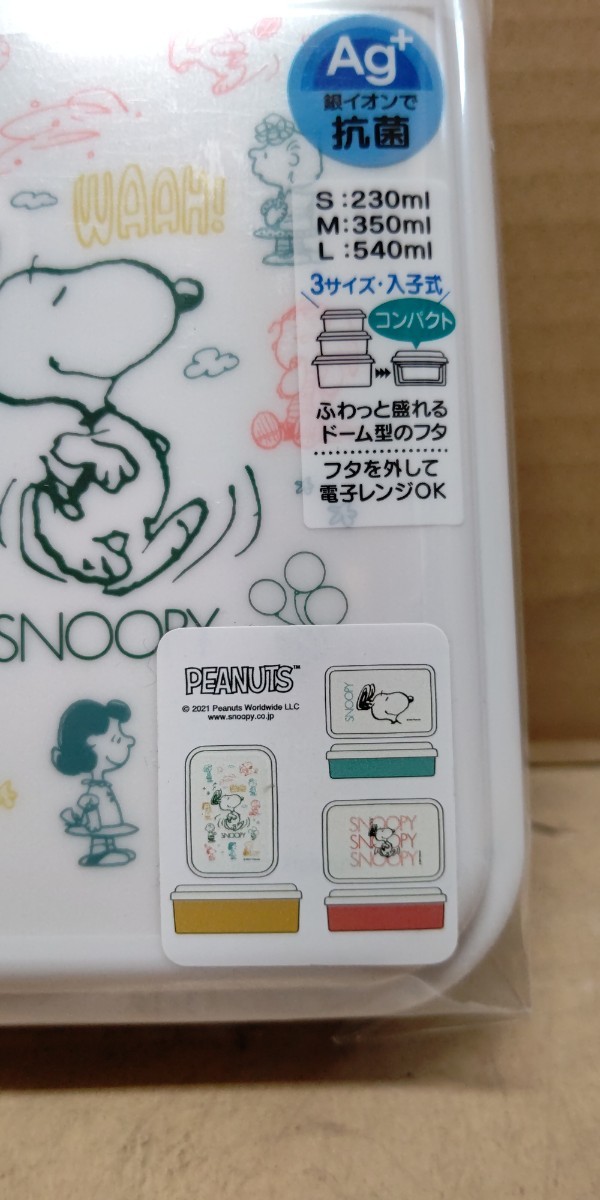 Ag+
銀イオンで
抗菌
WAAH!
S:230ml
M:350ml
L:540ml
3サイズ・入子式
コンパクト
ふわっと盛れる
ドーム型のフタ
フタを外して
電子レンジOK
SNOOPY
PEANUTS™
© 2021 Peanuts Worldwide LLC
www.snoopy.co.jp
SNOOPY
SNOOPY
SNOOPY
SNOOPY
SNOOPY